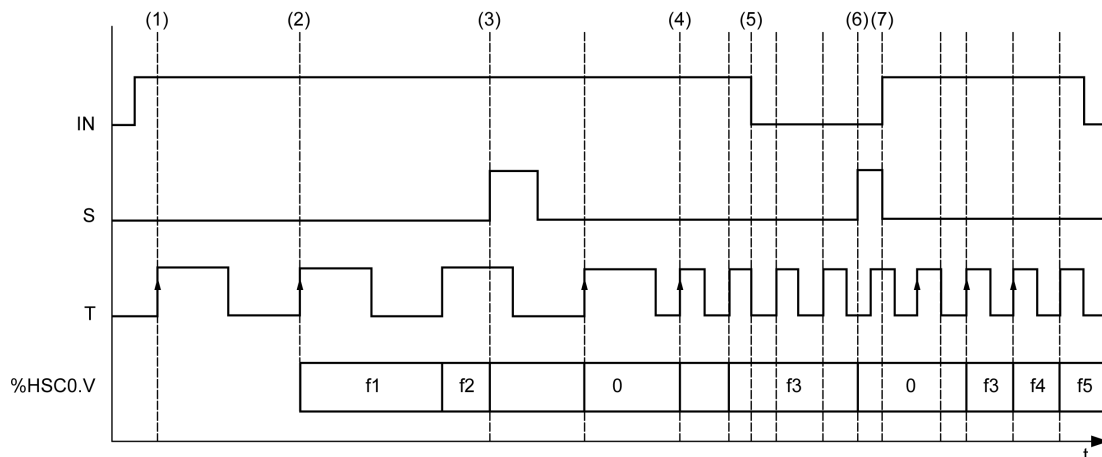 (1) (2) (3) (4) (5) (6) (7)
IN
S
T
%HSC0.V f1 f2 0 f3 0 f3 f4 f5
t